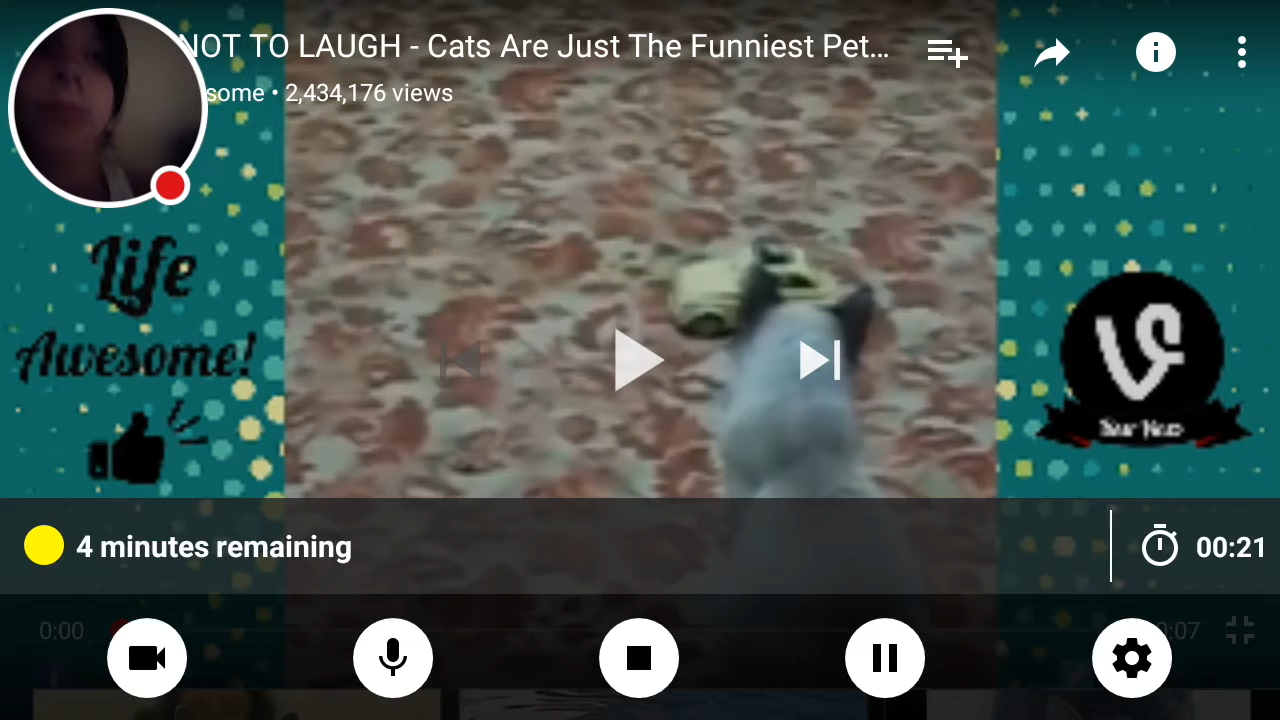 NOT TO LAUGH - Cats Are Just The Funniest Pet...
some • 2,434,176 views
Life
Awesome!
4 minutes remaining
00:21
0:00
:07